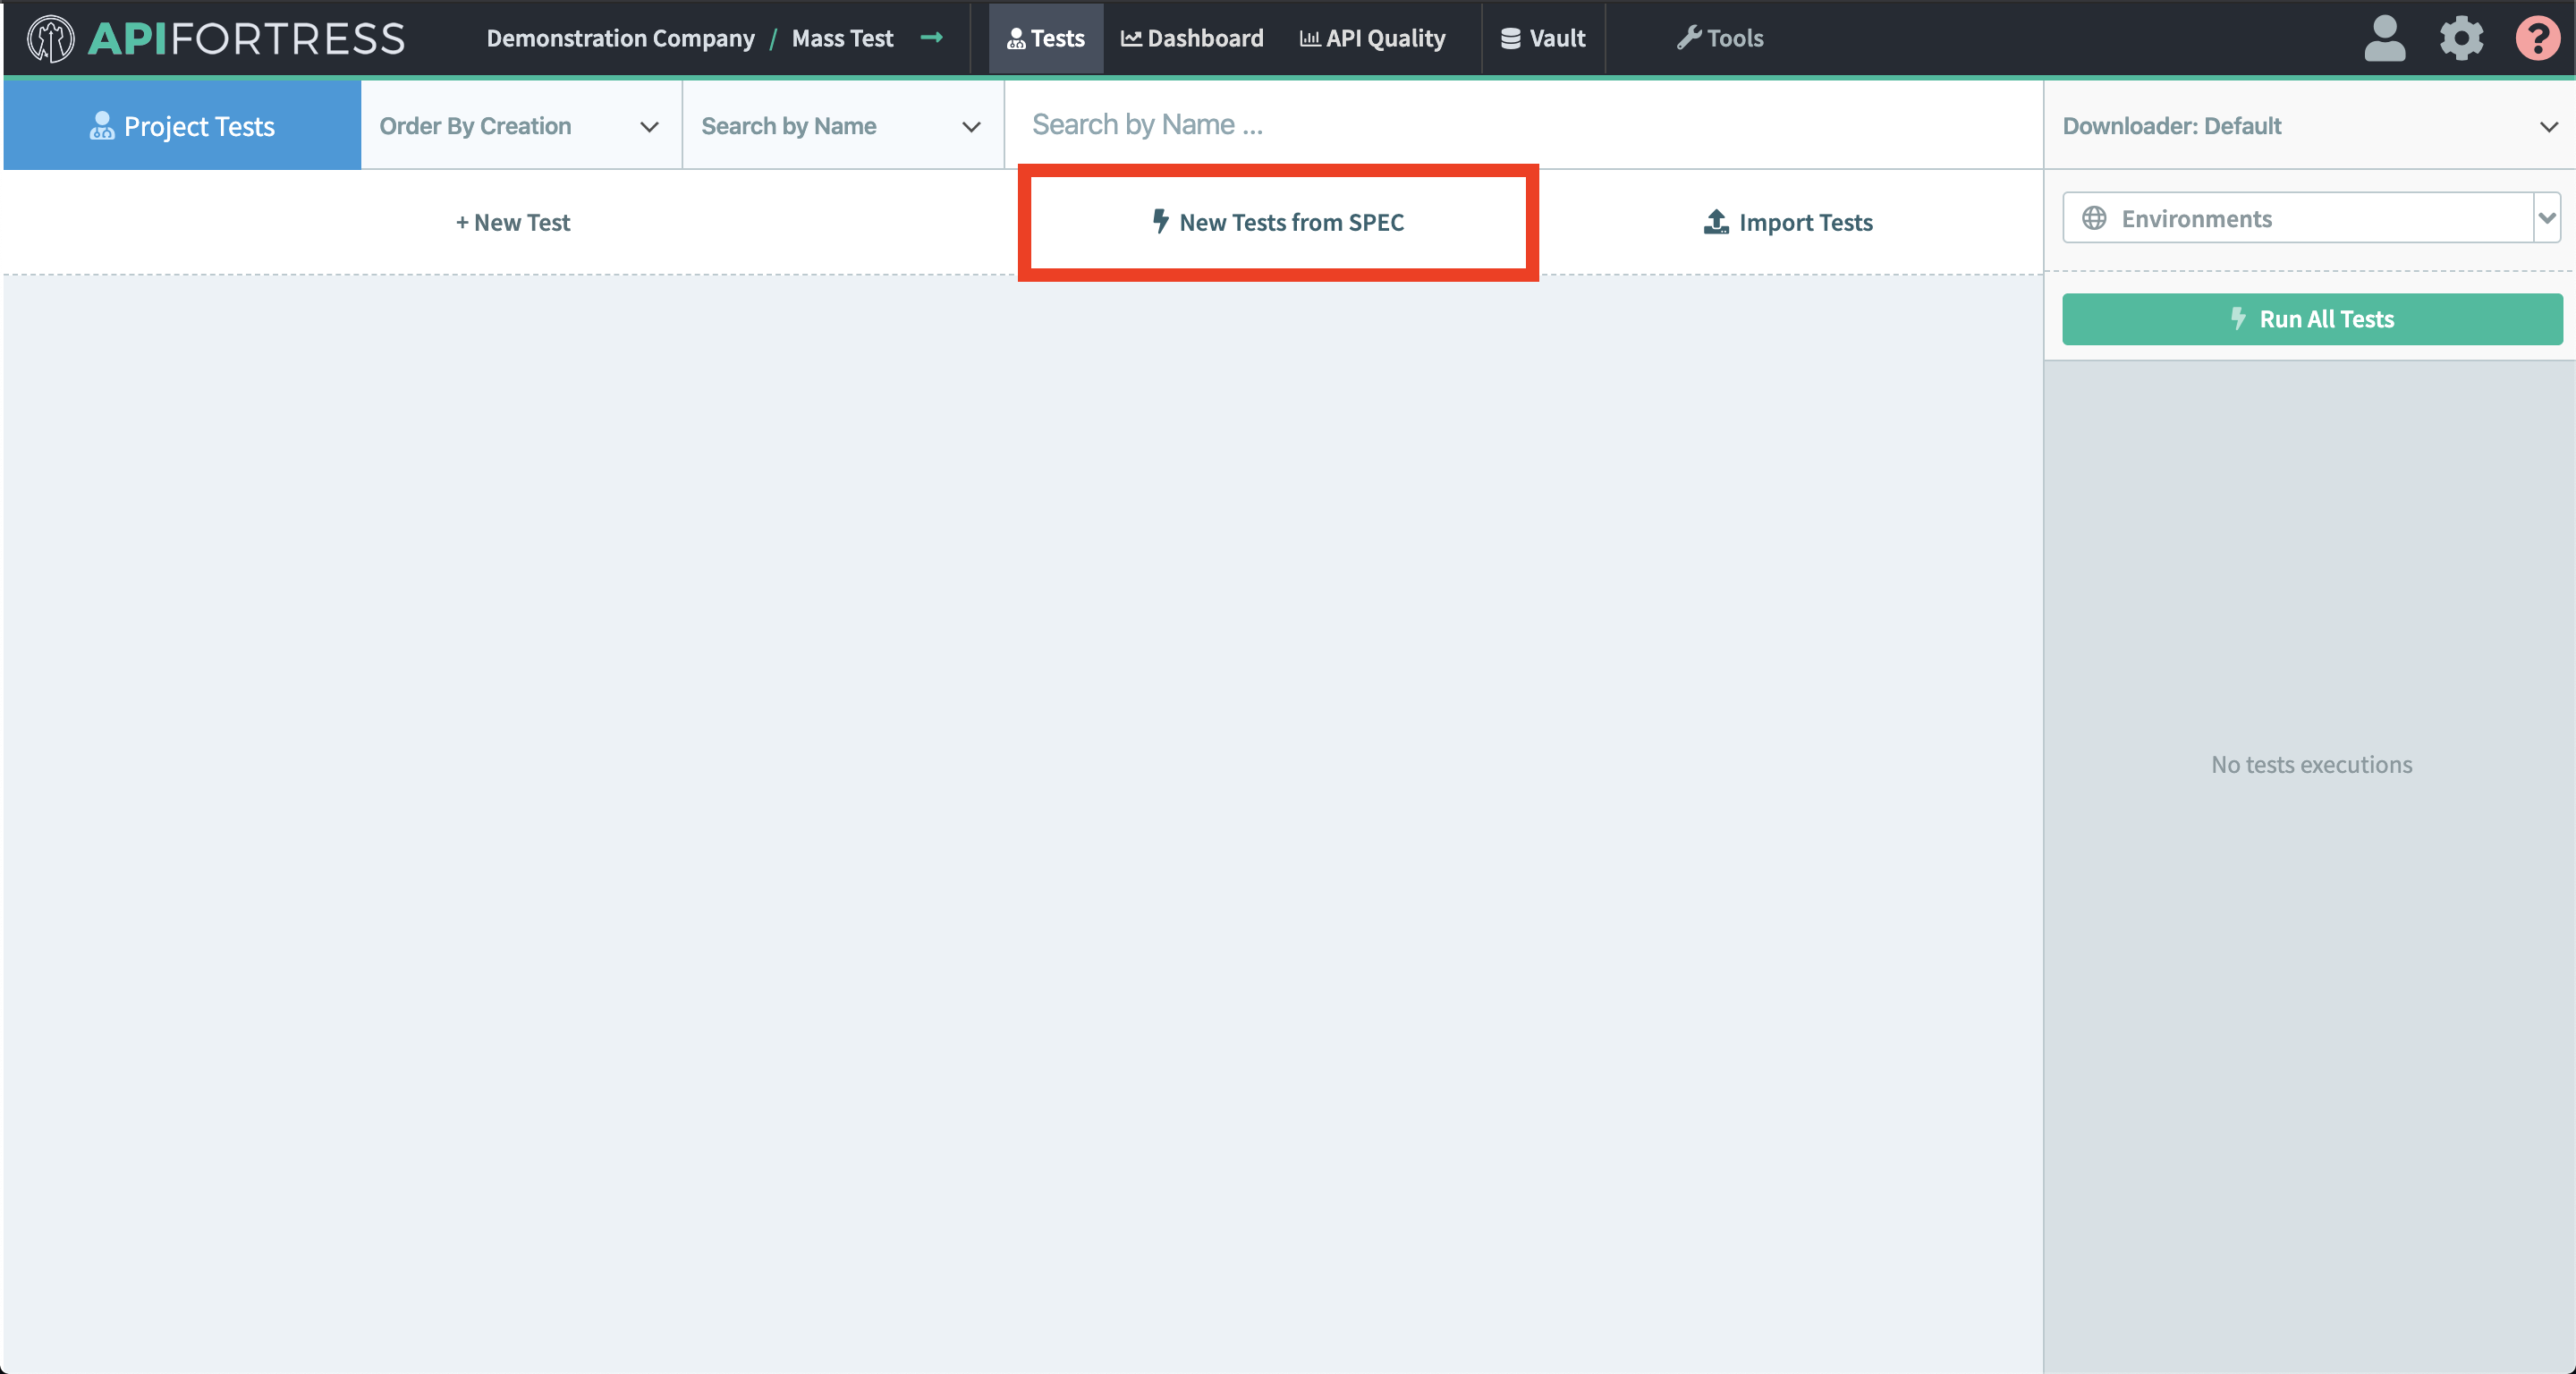 APIFORTRESS Demonstration Company / Mass Test Tests Dashboard API Quality Vault Tools ?
Project Tests Order By Creation Search by Name Search by Name ... Downloader: Default
+ New Test New Tests from SPEC Import Tests Environments
Run All Tests
No tests executions